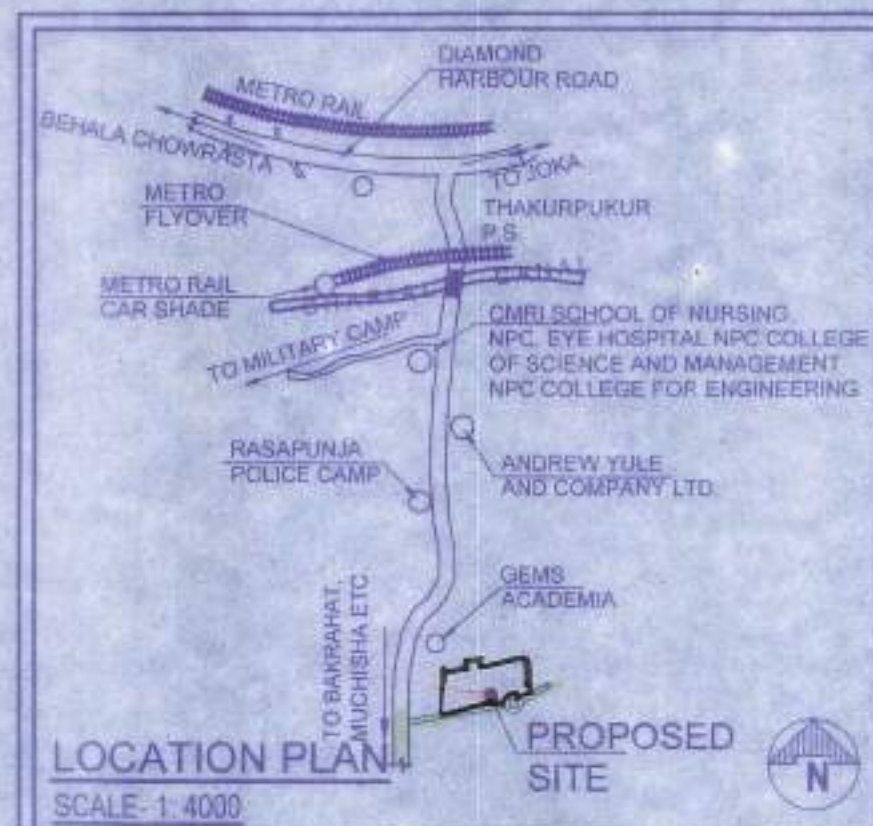 DIAMOND
HARBOUR ROAD
METRO RAIL
BEHALA CHOWRASTA
TO JOKA
METRO
FLYOVER
THAKURPUKUR
P.S.
METRO RAIL
CAR SHADE
CANAL
TO MILITARY CAMP
CMRI SCHOOL OF NURSING
NPC, EYE HOSPITAL NPC COLLEGE
OF SCIENCE AND MANAGEMENT
NPC COLLEGE FOR ENGINEERING
RASAPUNJA
POLICE CAMP
ANDREW YULE
AND COMPANY LTD.
GEMS
ACADEMIA
TO BAKRAHAT,
MUCHISHA ETC
PROPOSED
SITE
LOCATION PLAN
SCALE- 1: 4000
N